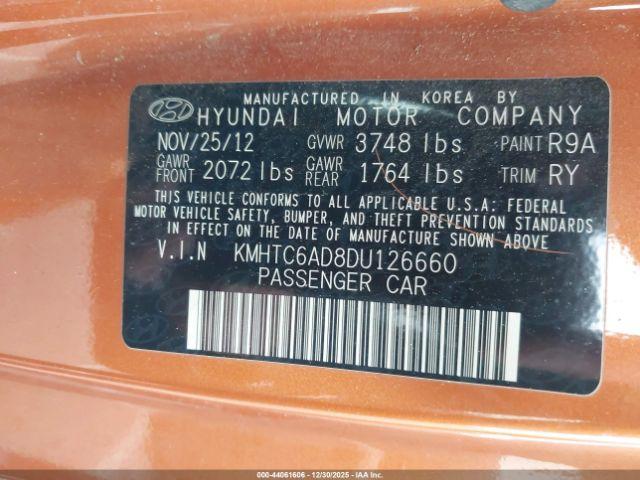 MANUFACTURED IN KOREA BY
HYUNDAI MOTOR COMPANY
NOV/25/12 GVWR 3748 lbs PAINT R9A
GAWR FRONT 2072 lbs GAWR REAR 1764 lbs TRIM RY
THIS VEHICLE CONFORMS TO ALL APPLICABLE U.S.A: FEDERAL
MOTOR VEHICLE SAFETY, BUMPER, AND THEFT PREVENTION STANDARDS
IN EFFECT ON THE DATE OF MANUFACTURE SHOWN ABOVE
V.I.N KMHTC6AD8DU126660
PASSENGER CAR
000-44061606 - 12/30/2025 - IAAI, Inc.